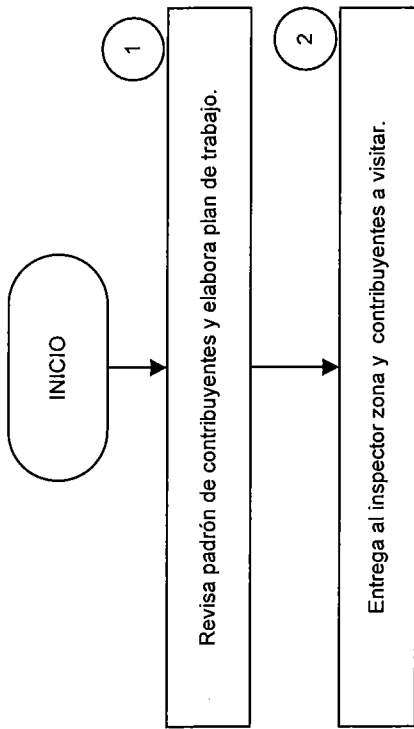 INICIO
1
Revisa padrón de contribuyentes y elabora plan de trabajo.
2
Entrega al inspector zona y contribuyentes a visitar.